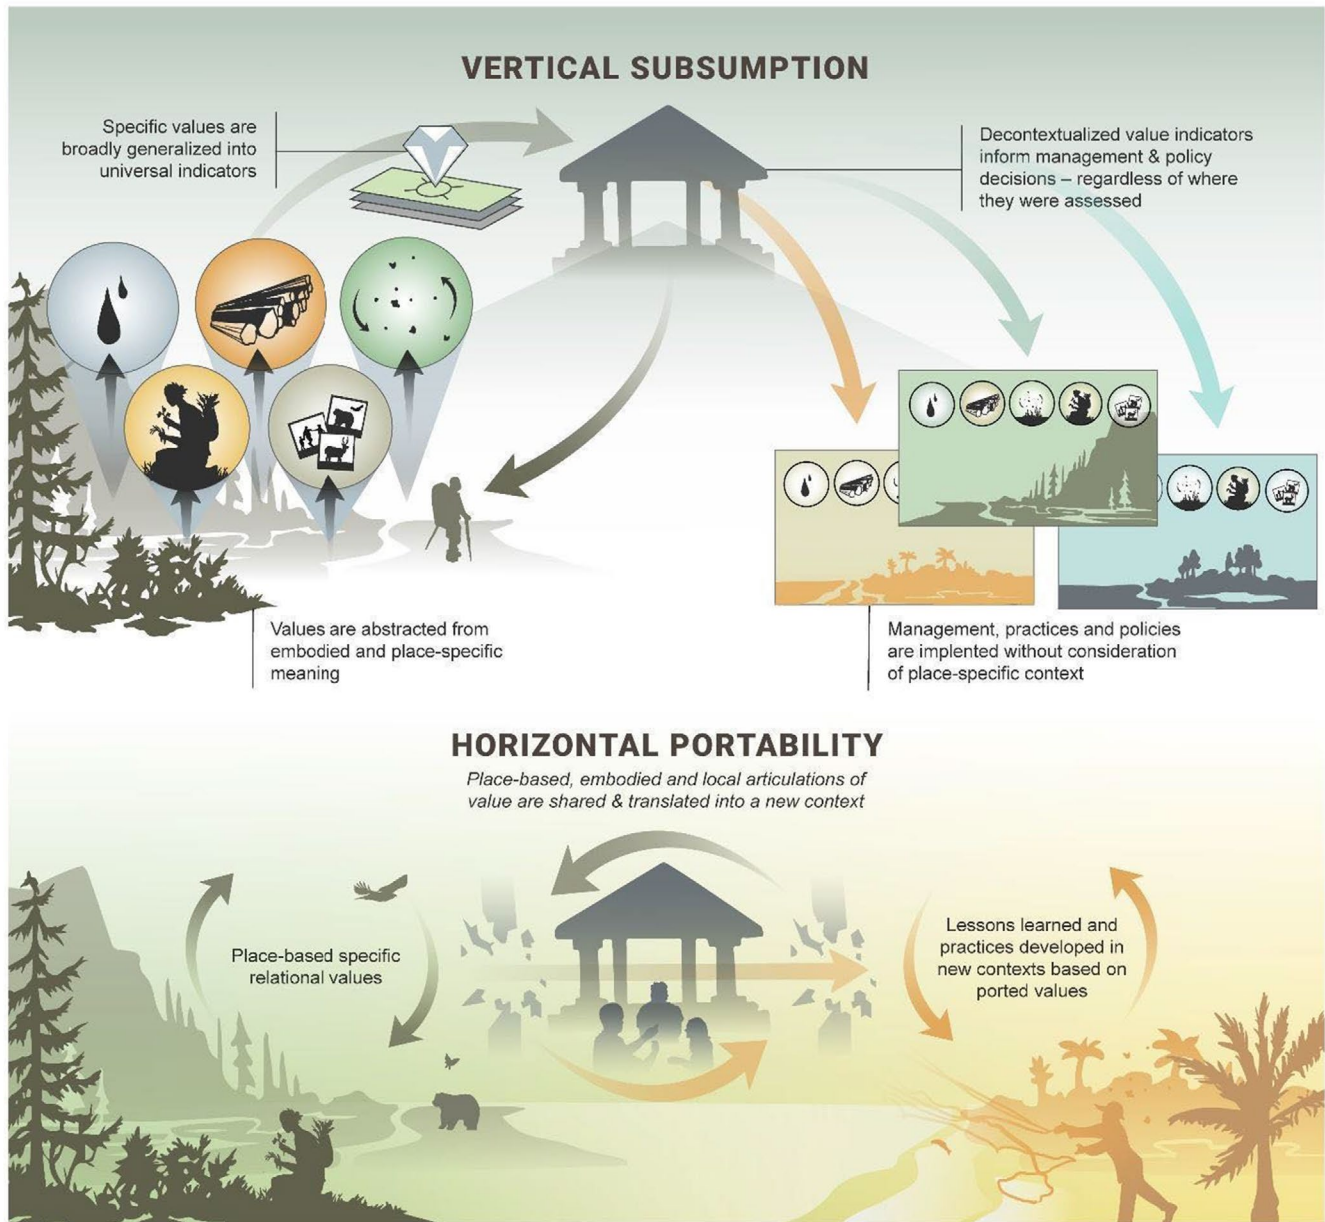 VERTICAL SUBSUMPTION
Specific values are
broadly generalized into
universal indicators
Decontextualized value indicators
inform management & policy
decisions – regardless of where
they were assessed
Values are abstracted from
embodied and place-specific
meaning
Management, practices and policies
are implented without consideration
of place-specific context
HORIZONTAL PORTABILITY
Place-based, embodied and local articulations of
value are shared & translated into a new context
Place-based specific
relational values
Lessons learned and
practices developed in
new contexts based on
ported values